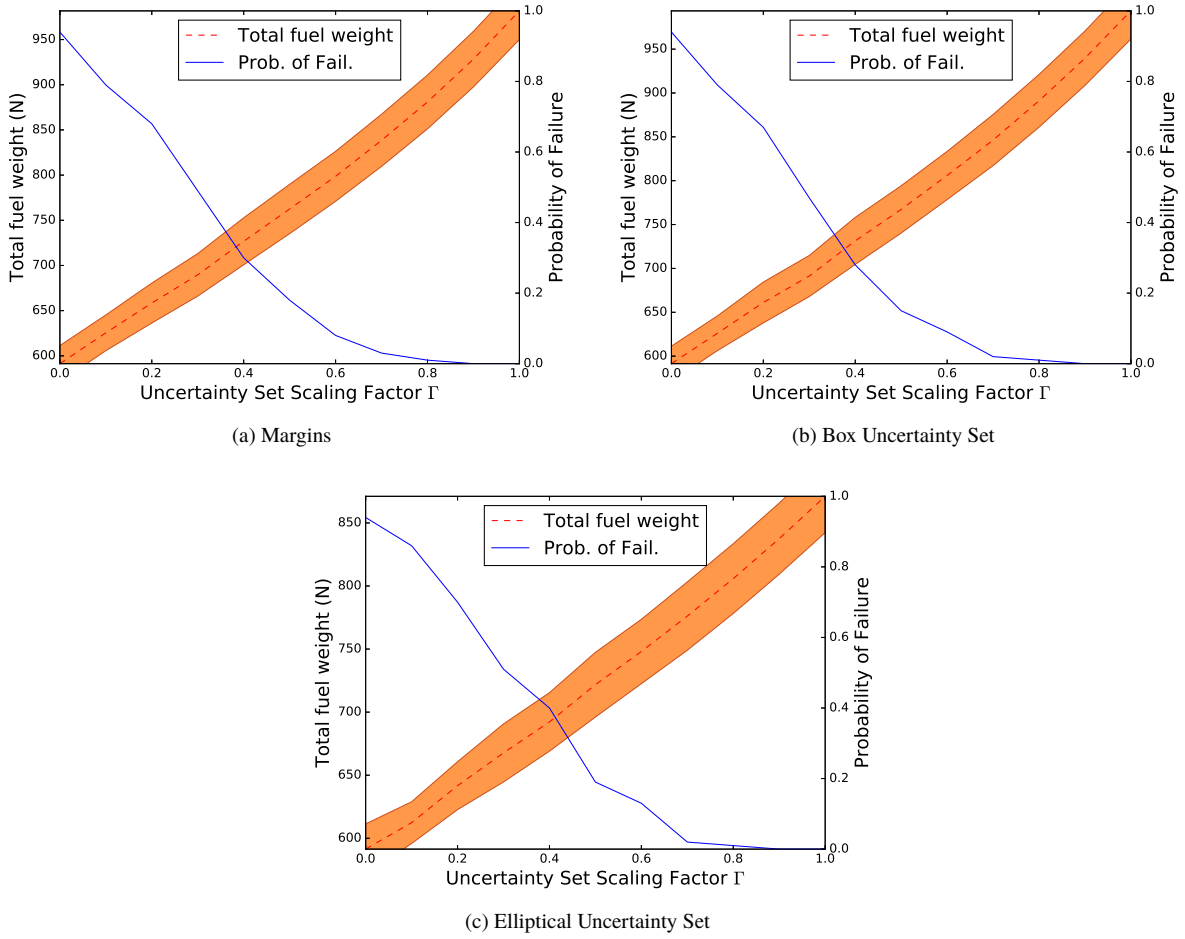 Total fuel weight
Prob. of Fail.
950
900
850
800
750
700
650
600
Total fuel weight (N)
1.0
0.8
0.6
0.4
0.2
0.0
Probability of Failure
0.0 0.2 0.4 0.6 0.8 1.0
Uncertainty Set Scaling Factor Γ
(a) Margins
Total fuel weight
Prob. of Fail.
950
900
850
800
750
700
650
600
Total fuel weight (N)
1.0
0.8
0.6
0.4
0.2
0.0
Probability of Failure
0.0 0.2 0.4 0.6 0.8 1.0
Uncertainty Set Scaling Factor Γ
(b) Box Uncertainty Set
Total fuel weight
Prob. of Fail.
850
800
750
700
650
600
Total fuel weight (N)
1.0
0.8
0.6
0.4
0.2
0.0
Probability of Failure
0.0 0.2 0.4 0.6 0.8 1.0
Uncertainty Set Scaling Factor Γ
(c) Elliptical Uncertainty Set